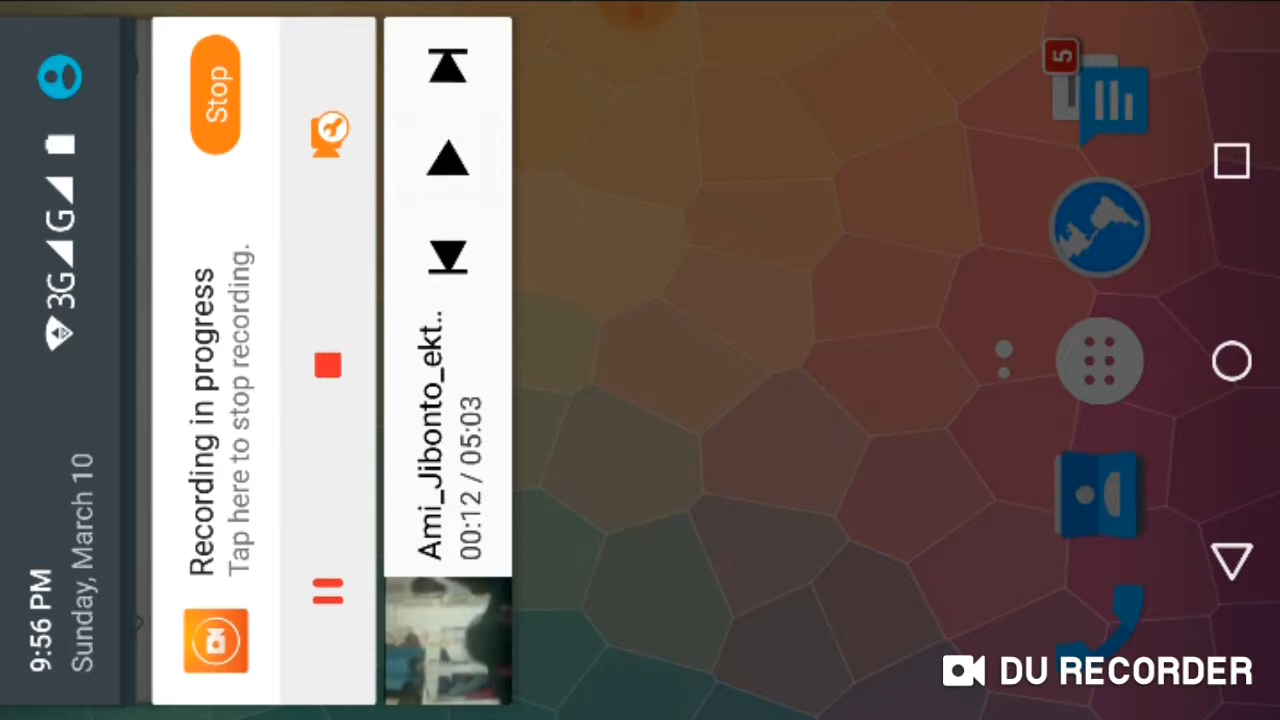 9:56 PM
Sunday, March 10
3G G
Recording in progress
Tap here to stop recording.
Stop
Ami_Jibonto_ekt..
00:12 / 05:03
5
DU RECORDER